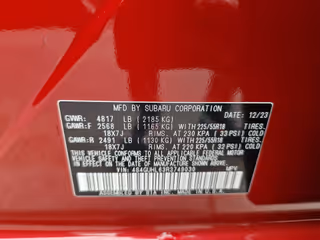 MFD BY SUBARU CORPORATION DATE: 12/23
GVWR: 4817 LB ( 2185 KG)
GAWR:F 2568 LB ( 1165 KG) WITH 225/55R18
18X7J RIMS, AT 230 KPA ( 33 PSI) COLD
GAWR:R 2491 LB ( 1130 KG) WITH 225/55R18
18X7J RIMS, AT 220 KPA ( 32 PSI) COLD
THIS VEHICLE CONFORMS TO ALL APPLICABLE
FEDERAL MOTOR VEHICLE SAFETY,
BUMPER, AND THEFT PREVENTION STANDARDS
IN EFFECT ON THE DATE OF MANUFACTURE
SHOWN ABOVE.
VIN: MPV